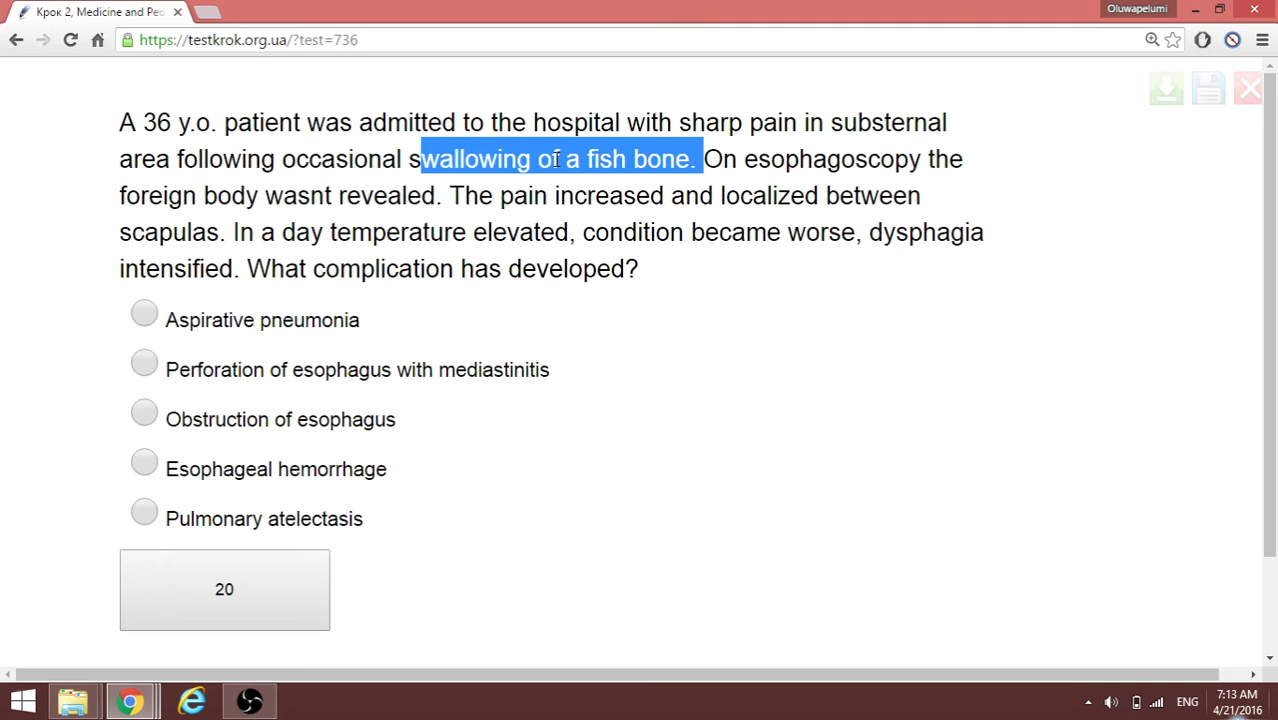 Крок 2, Medicine and Ped
Oluwapelumi
https://testkrok.org.ua/?test=736
A 36 y.o. patient was admitted to the hospital with sharp pain in substernal
area following occasional swallowing of a fish bone. On esophagoscopy the
foreign body wasnt revealed. The pain increased and localized between
scapulas. In a day temperature elevated, condition became worse, dysphagia
intensified. What complication has developed?
Aspirative pneumonia
Perforation of esophagus with mediastinitis
Obstruction of esophagus
Esophageal hemorrhage
Pulmonary atelectasis
20
ENG
7:13 AM
4/21/2016